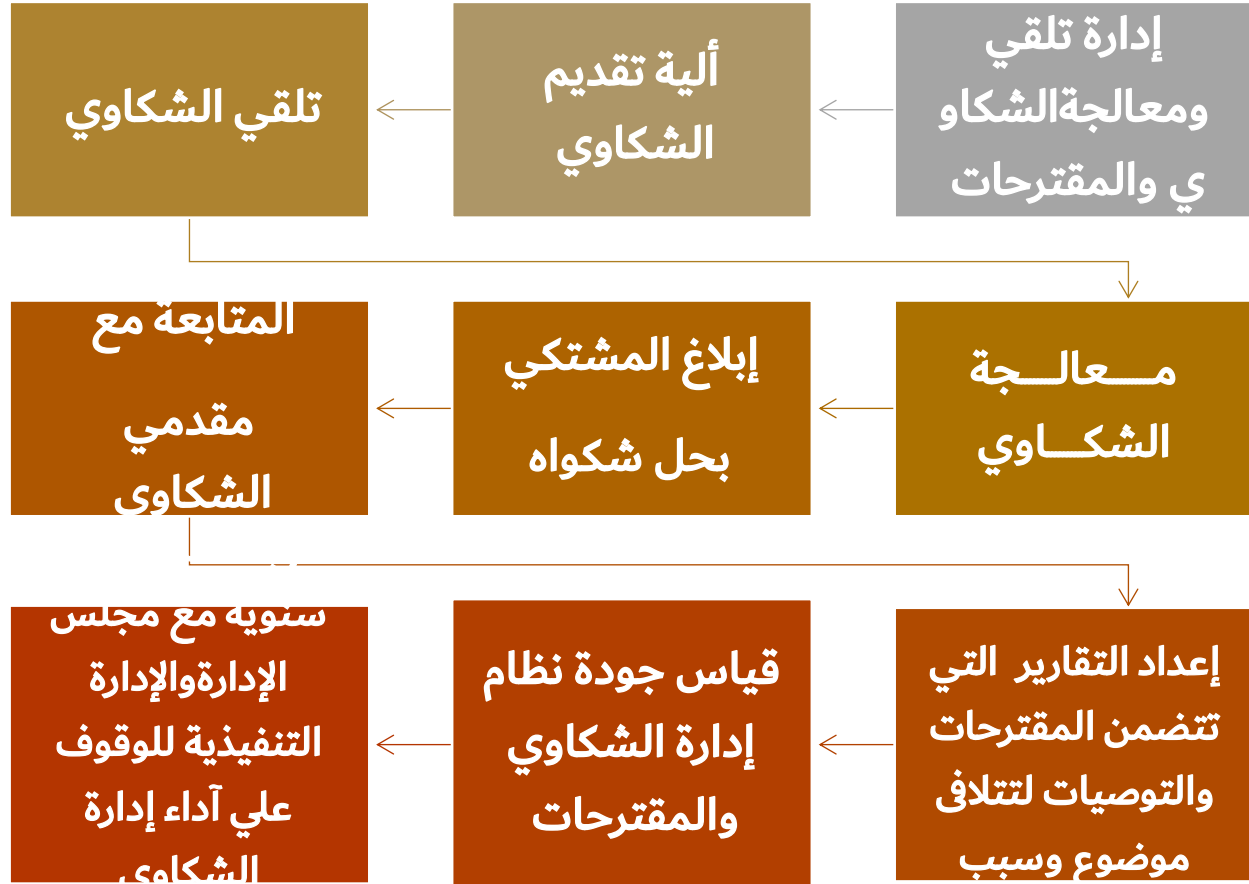 إدارة تلقي
ومعالجةالشكاو
ي والمقترحات
ألية تقديم
الشكاوي
تلقي الشكاوي
مــــعالـــجة
الشكـــاوي
إبلاغ المشتكي
بحل شكواه
المتابعة مع
مقدمي
الشكاوى
إعداد التقارير التي
تتضمن المقترحات
والتوصيات لتتلافى
موضوع وسبب
قياس جودة نظام
إدارة الشكاوي
والمقترحات
سنوية مع مجلس
الإدارةوالإدارة
التنفيذية للوقوف
علي آداء إدارة
الشكاوى